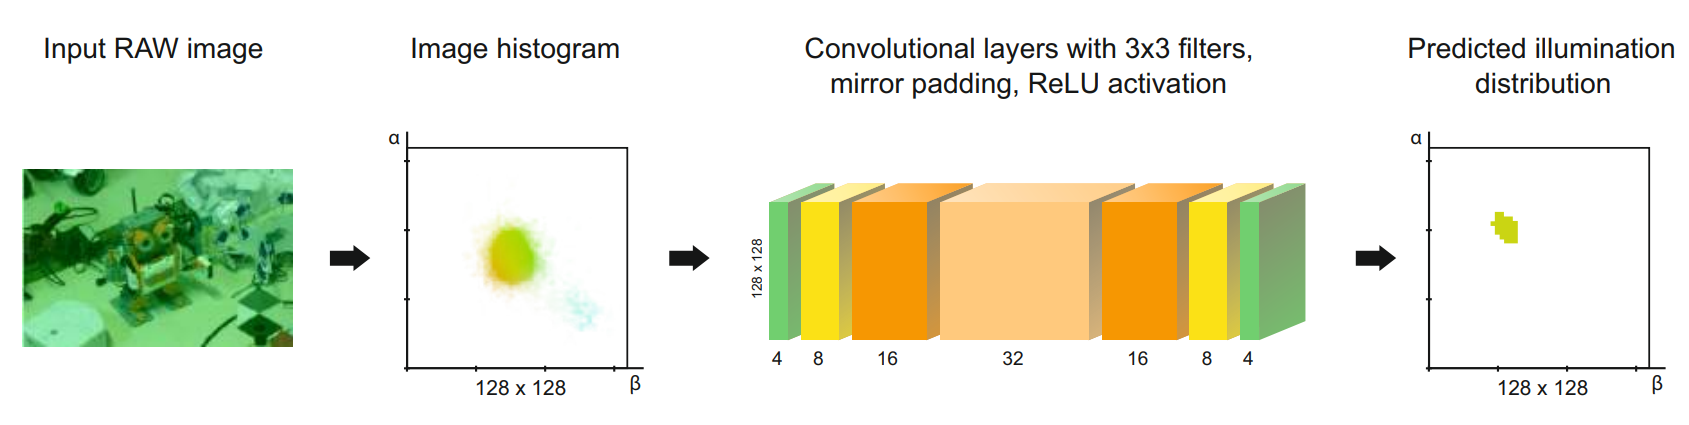 Input RAW image
Image histogram
Convolutional layers with 3x3 filters,
mirror padding, ReLU activation
Predicted illumination
distribution
α
128 x 128
β
128 x 128
4
8
16
32
16
8
4
α
128 x 128
β